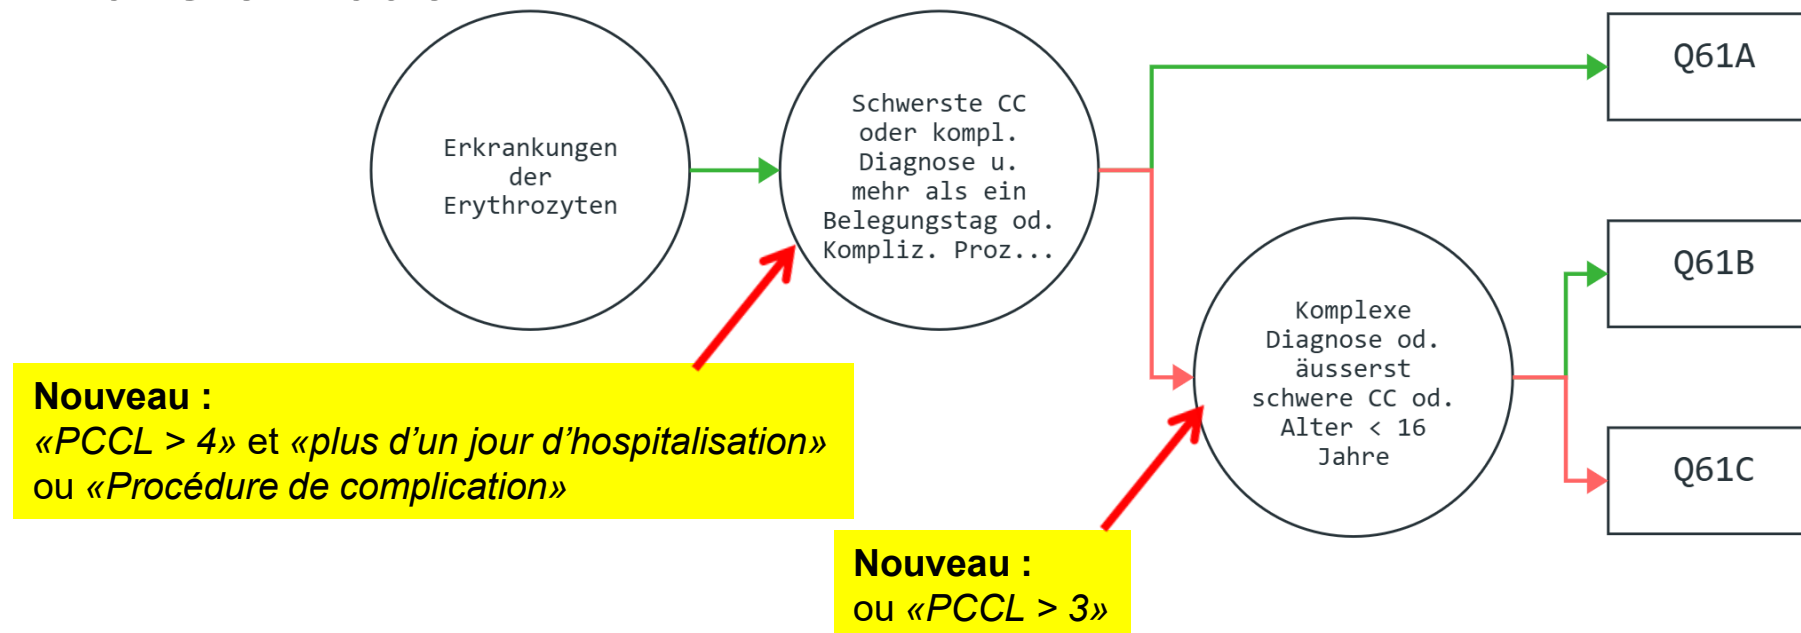 Erkrankungen
der
Erythrozyten
Schwerste CC
oder kompl.
Diagnose u.
mehr als ein
Belegungstag od.
Kompliz. Proz...
Q61A
Q61B
Komplexe
Diagnose od.
äusserst
schwere CC od.
Alter < 16
Jahre
Q61C
Nouveau :
«PCCL > 4» et «plus d’un jour d’hospitalisation»
ou «Procédure de complication»
Nouveau :
ou «PCCL > 3»